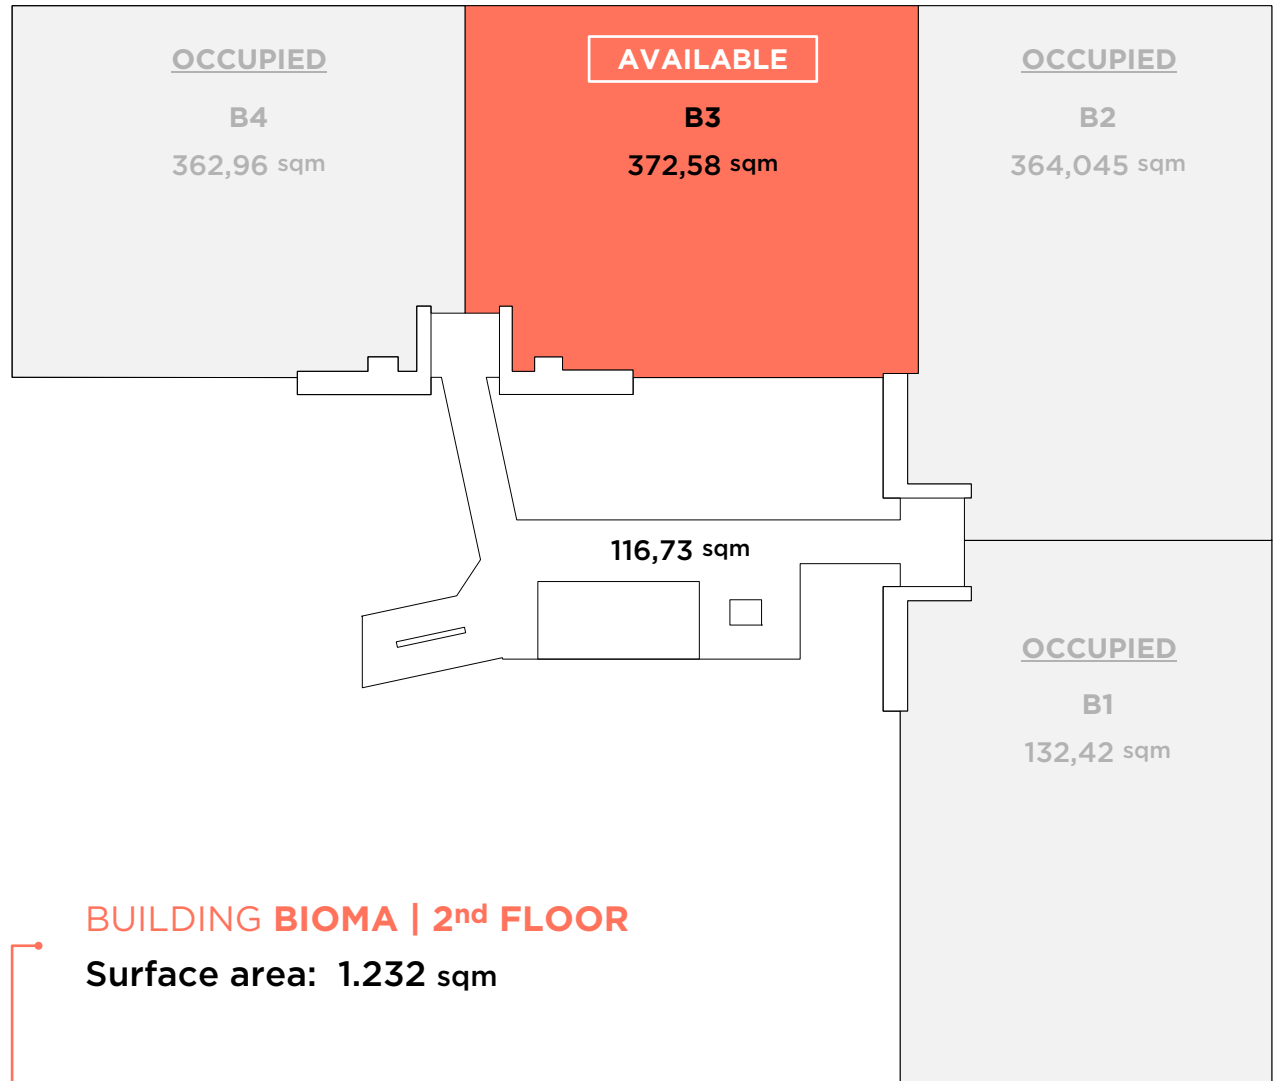 OCCUPIED
B4
362,96 sqm
AVAILABLE
B3
372,58 sqm
OCCUPIED
B2
364,045 sqm
116,73 sqm
OCCUPIED
B1
132,42 sqm
BUILDING BIOMA | 2nd FLOOR
Surface area: 1.232 sqm